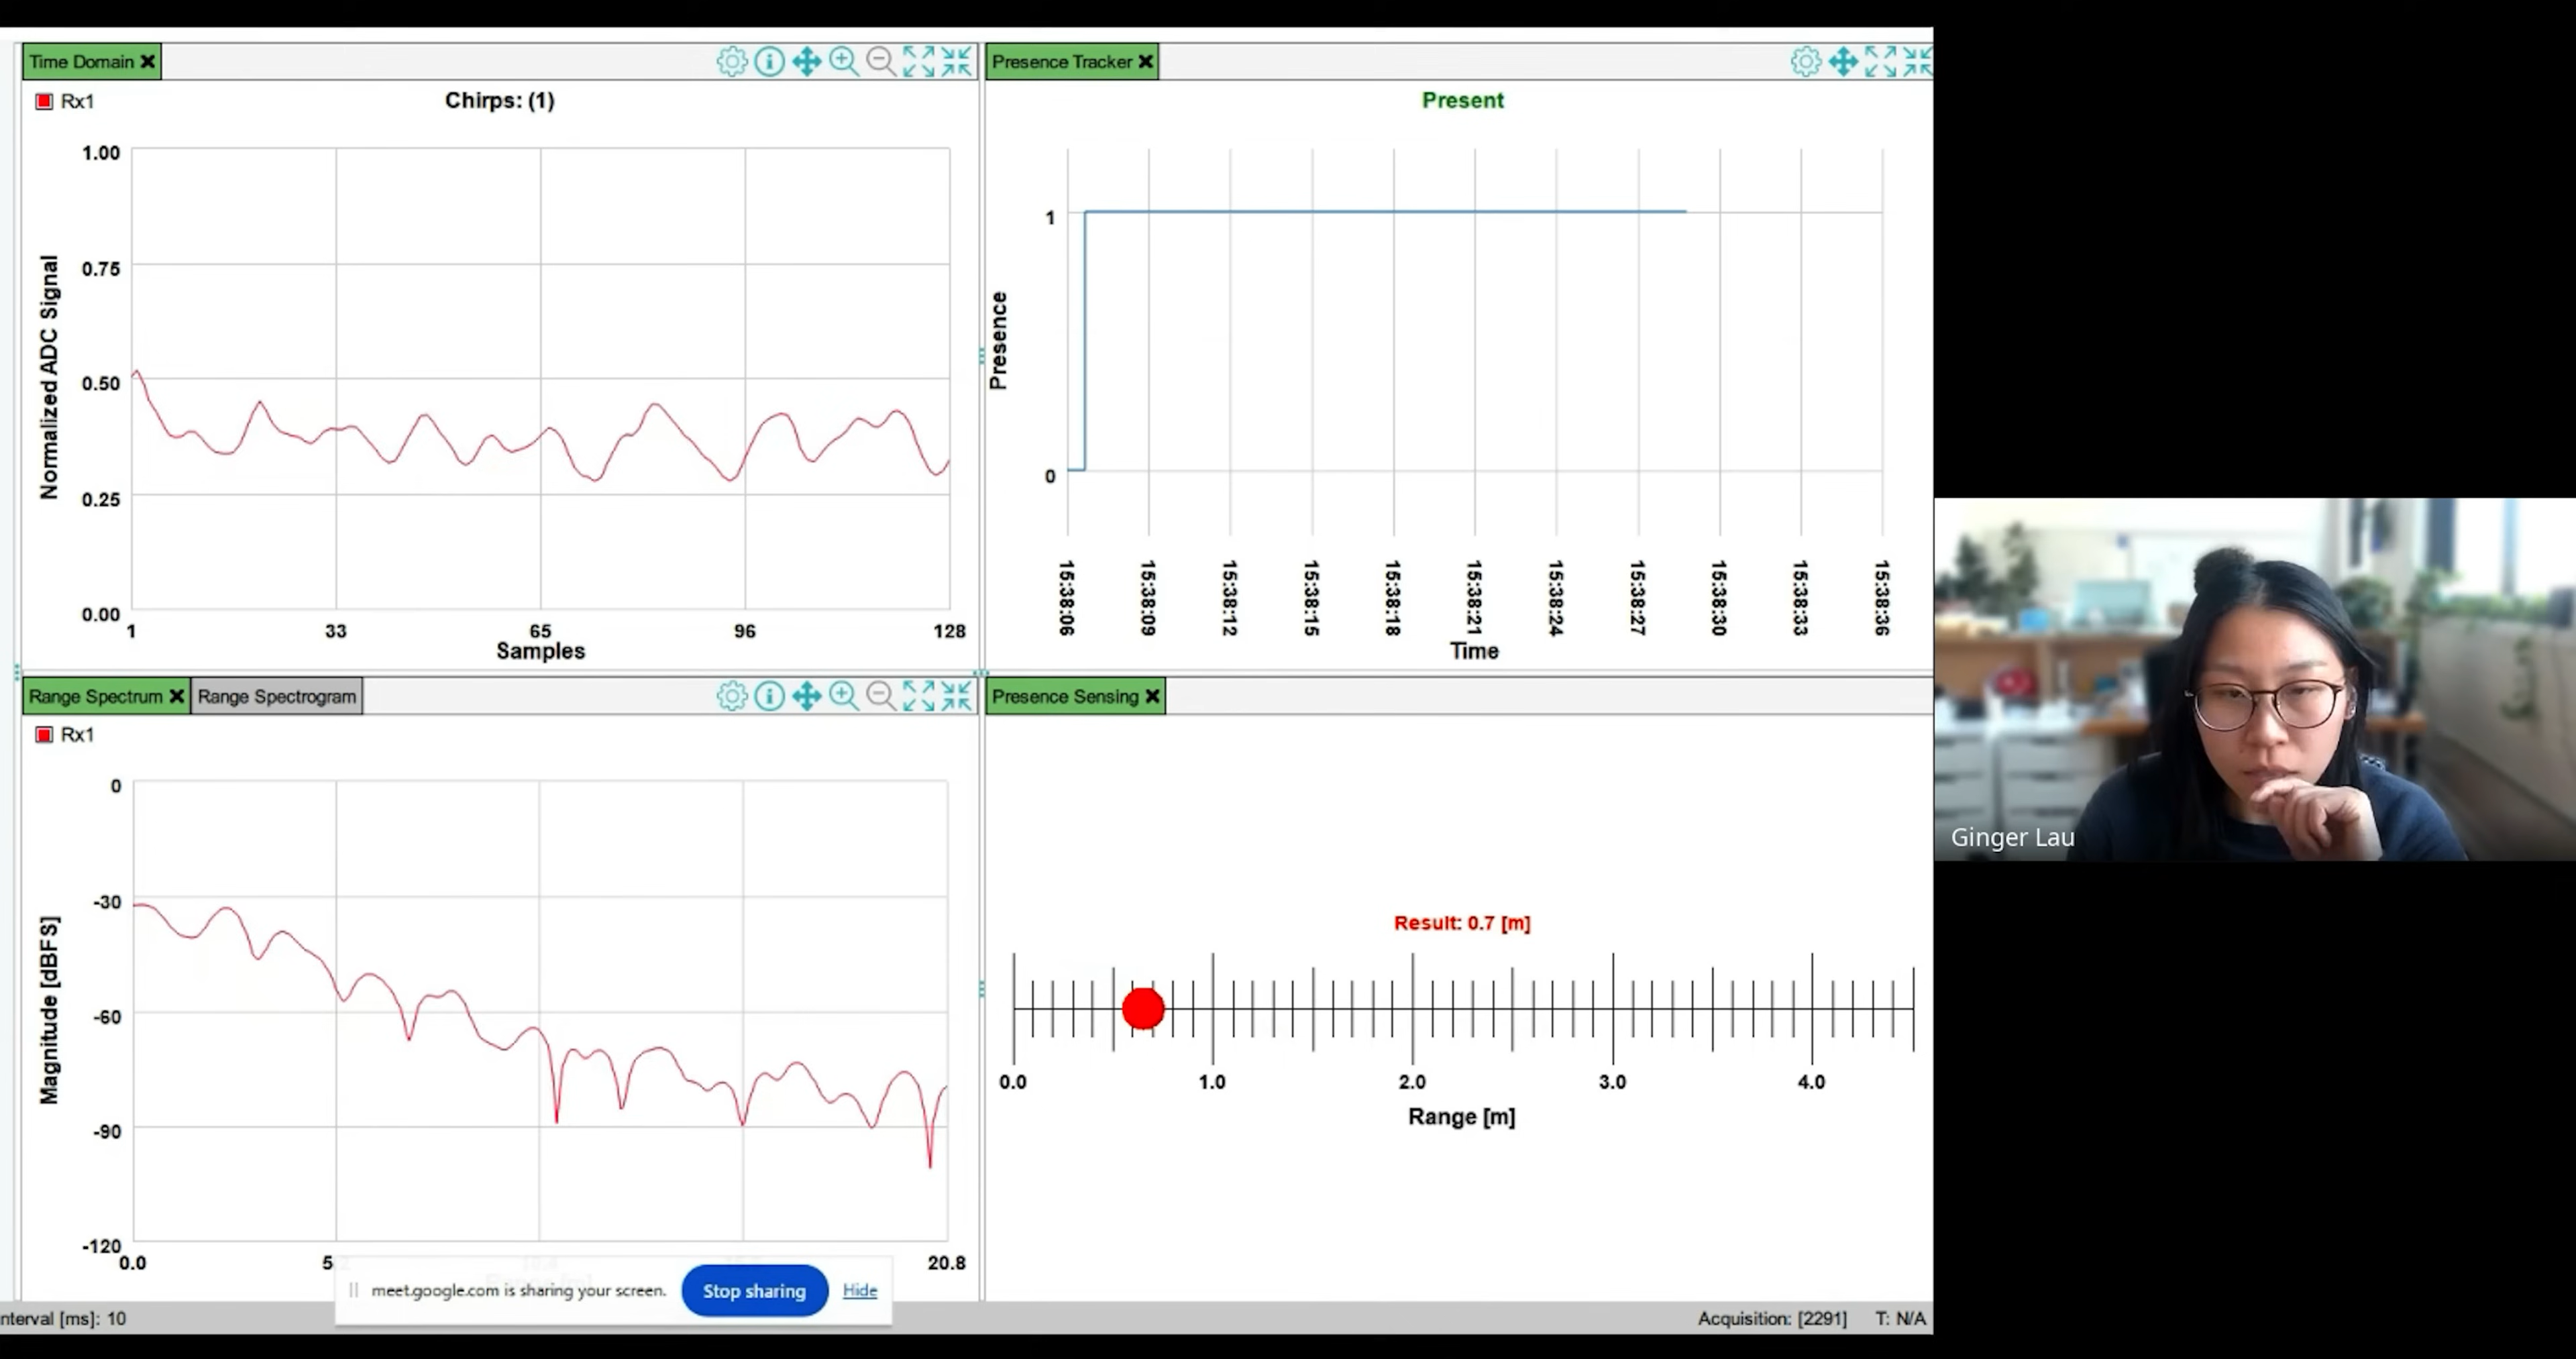 Time Domain
Rx1
Chirps: (1)
1.00
0.75
0.50
0.25
0.00
Normalized ADC Signal
1 33 65 96 128
Samples
Presence Tracker
Present
1
0
Presence
15:38:06 15:38:09 15:38:12 15:38:15 15:38:18 15:38:21 15:38:24 15:38:27 15:38:30 15:38:33 15:38:36
Time
Range Spectrum Range Spectrogram
Rx1
0
-30
-60
-90
-120
Magnitude [dBFS]
0.0 20.8
meet.google.com is sharing your screen. Stop sharing Hide
Presence Sensing
Result: 0.7 [m]
0.0 1.0 2.0 3.0 4.0
Range [m]
nterval [ms]: 10
Acquisition: [2291] T: N/A
Ginger Lau